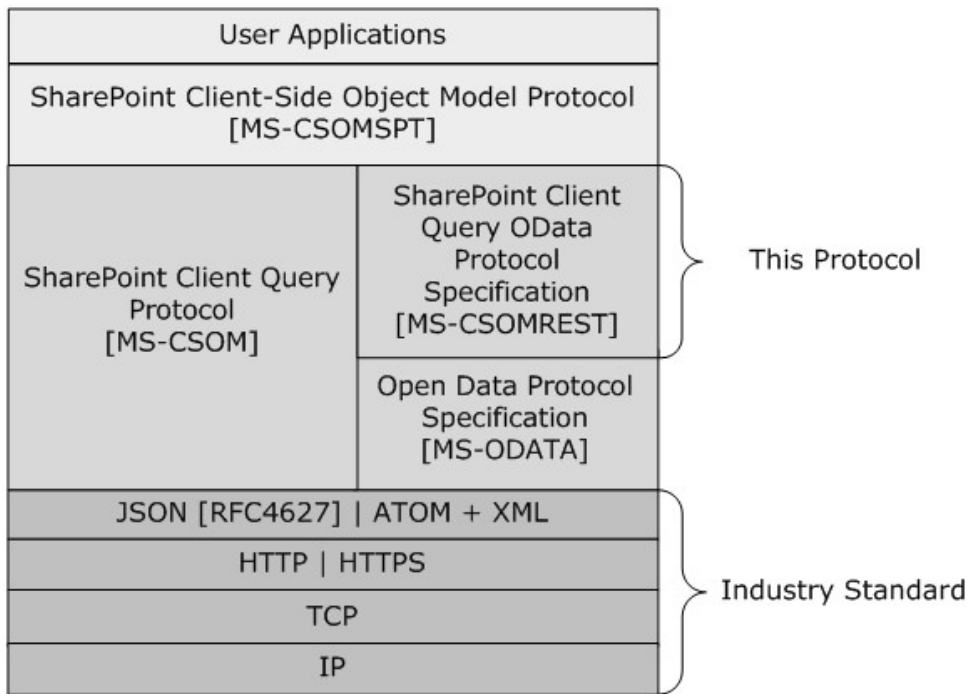 User Applications
SharePoint Client-Side Object Model Protocol
[MS-CSOMSPT]
SharePoint Client Query
Protocol
[MS-CSOM]
SharePoint Client
Query OData
Protocol
Specification
[MS-CSOMREST]
This Protocol
Open Data Protocol
Specification
[MS-ODATA]
JSON [RFC4627] | ATOM + XML
HTTP | HTTPS
TCP
IP
Industry Standard